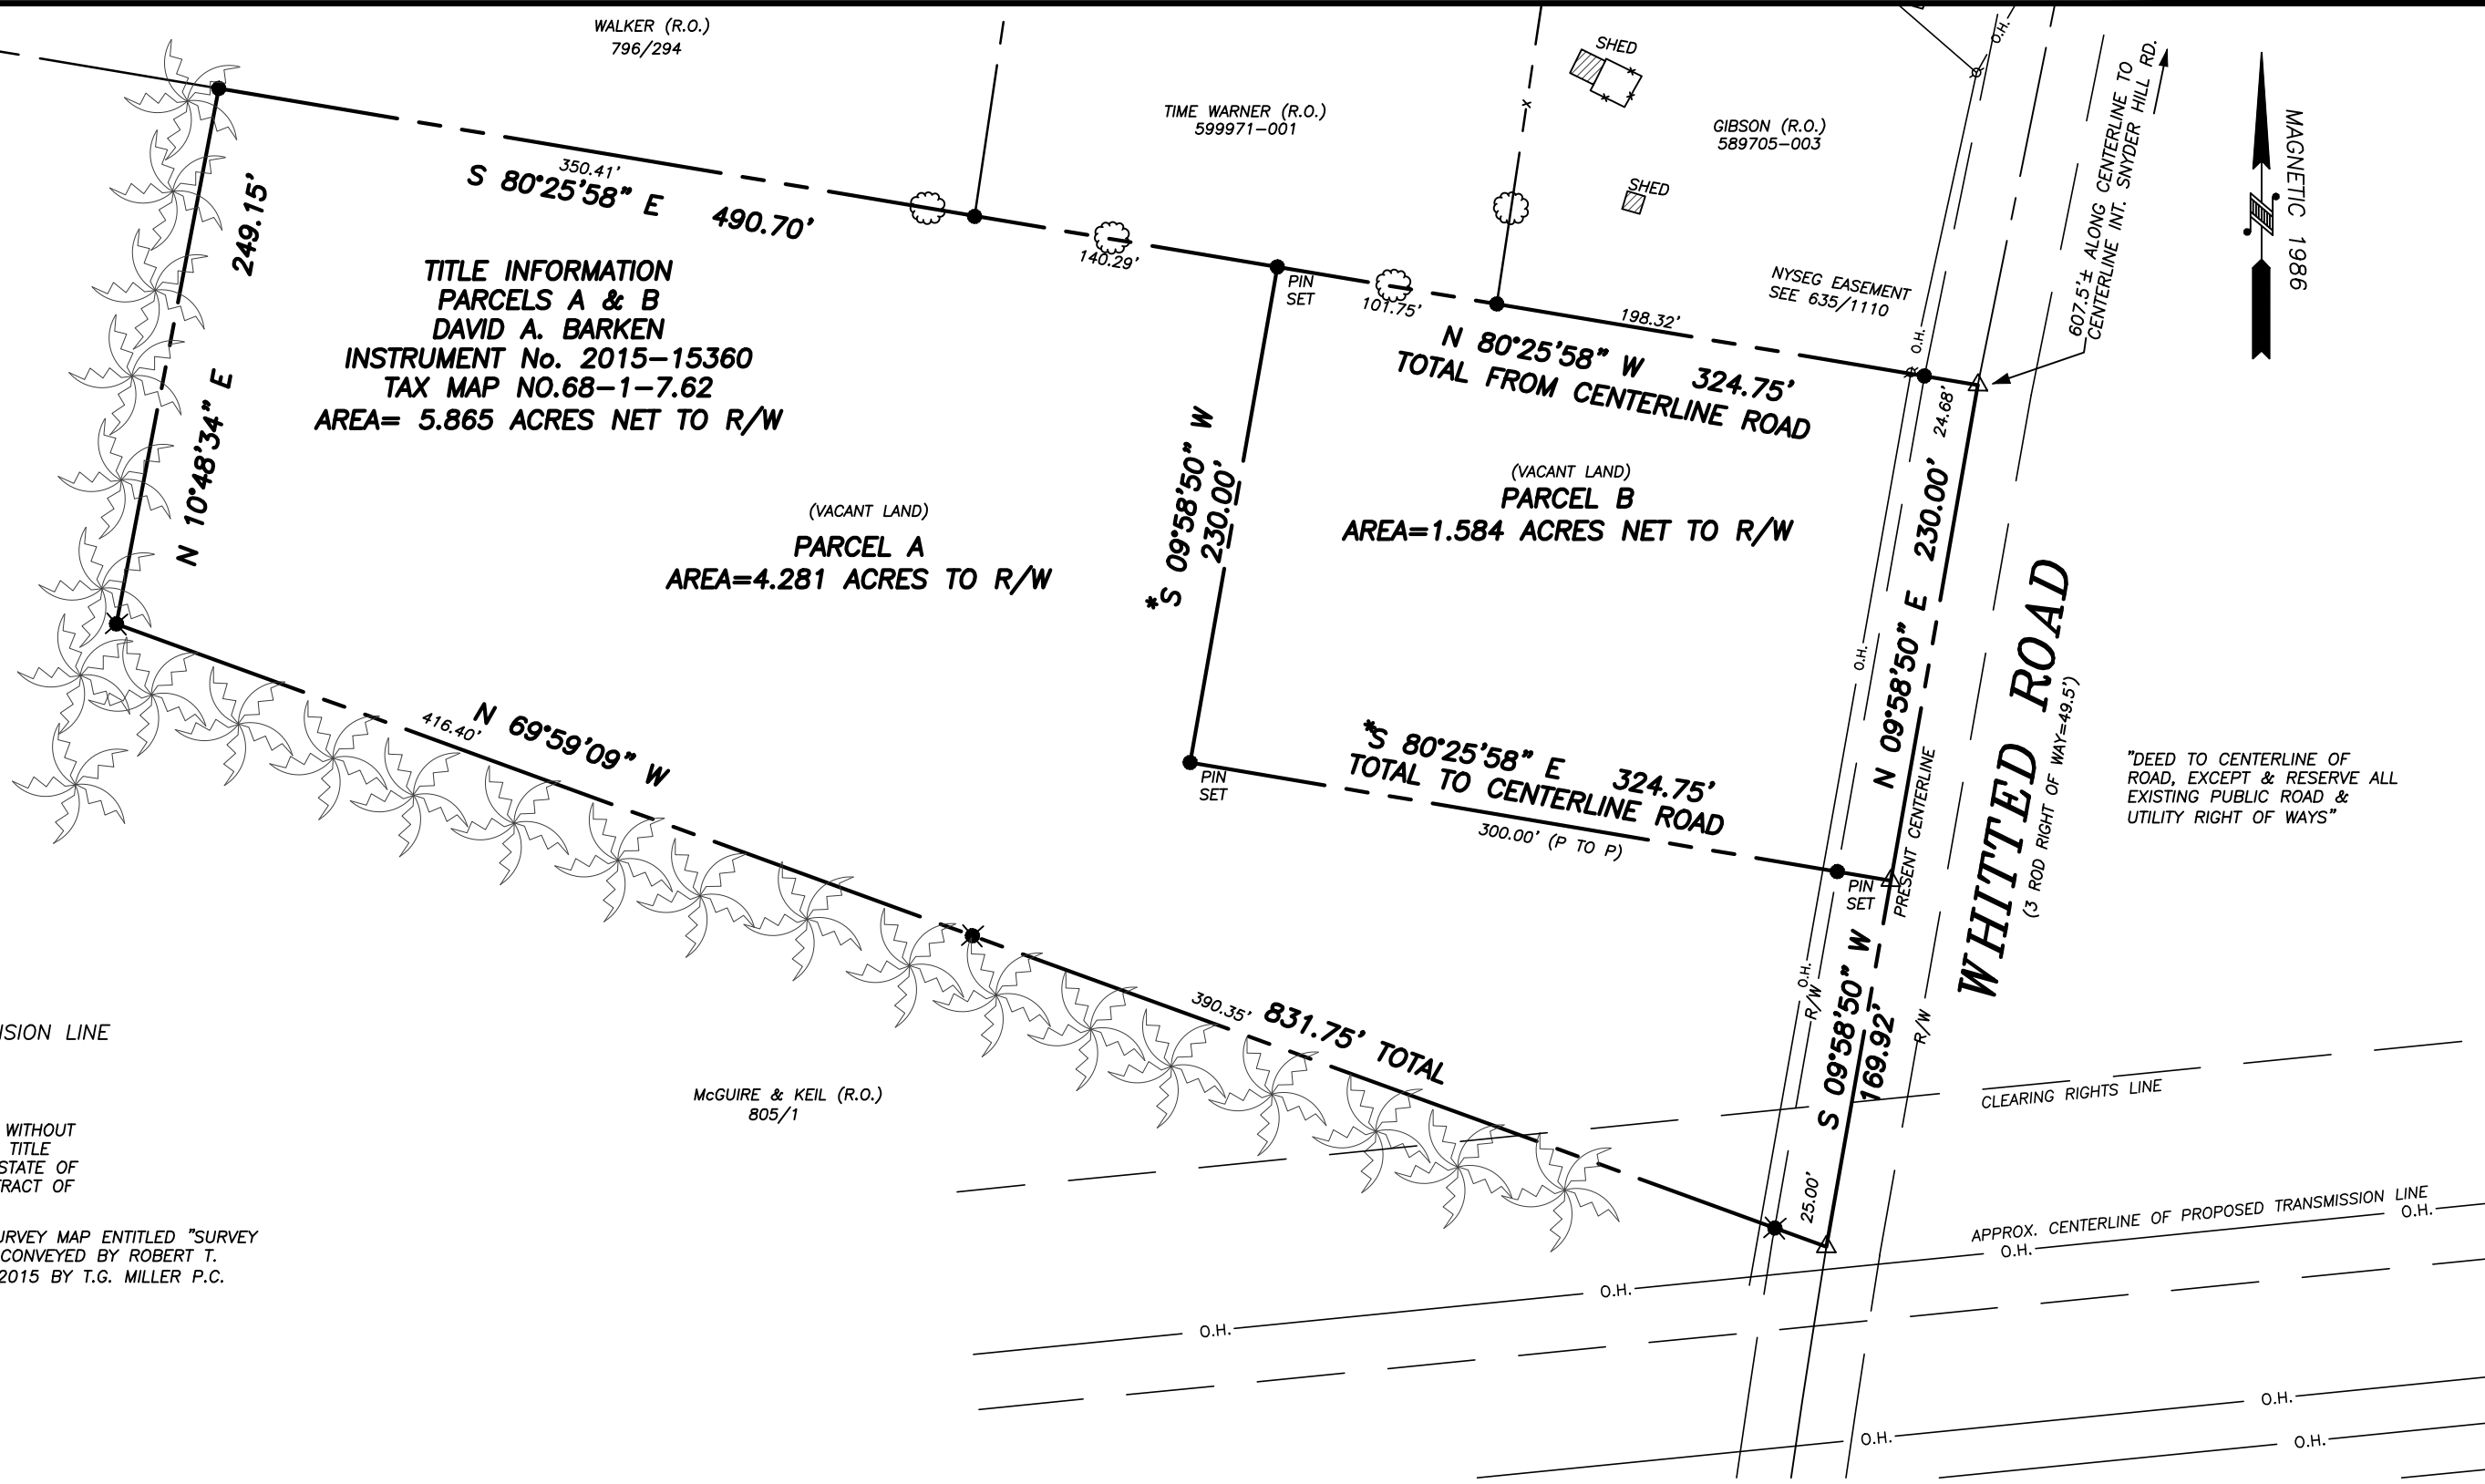 WALKER (R.O.)
796/294
SHED
O.H.
TIME WARNER (R.O.)
599971-001
GIBSON (R.O.)
589705-003
SHED
607.5'± ALONG CENTERLINE TO
CENTERLINE INT. SNYDER HILL RD.
MAGNETIC 1986
249.15'
N 10°48'34" E
350.41'
S 80°25'58" E 490.70'
140.29'
PIN
SET
101.75'
NYSEG EASEMENT
SEE 635/1110
198.32'
O.H.
N 80°25'58" W 324.75'
TOTAL FROM CENTERLINE ROAD
24.68'
TITLE INFORMATION
PARCELS A & B
DAVID A. BARKEN
INSTRUMENT No. 2015-15360
TAX MAP NO.68-1-7.62
AREA= 5.865 ACRES NET TO R/W
*S 09°58'50" W
230.00'
(VACANT LAND)
PARCEL B
AREA=1.584 ACRES NET TO R/W
(VACANT LAND)
PARCEL A
AREA=4.281 ACRES TO R/W
N 09°58'50" E 230.00'
O.H.
WHITTED ROAD
(3 ROD RIGHT OF WAY=49.5')
PRESENT CENTERLINE
"DEED TO CENTERLINE OF
ROAD, EXCEPT & RESERVE ALL
EXISTING PUBLIC ROAD &
UTILITY RIGHT OF WAYS"
416.40'
N 69°59'09" W
PIN
SET
*S 80°25'58" E 324.75'
TOTAL TO CENTERLINE ROAD
300.00' (P TO P)
PIN
SET
O.H.
R/W
S 09°58'50" W
169.92'
R/W
390.35'
831.75' TOTAL
ISION LINE
McGUIRE & KEIL (R.O.)
805/1
CLEARING RIGHTS LINE
WITHOUT
TITLE
STATE OF
TRACT OF
25.00'
APPROX. CENTERLINE OF PROPOSED TRANSMISSION LINE
O.H.
O.H.
URVEY MAP ENTITLED "SURVEY
CONVEYED BY ROBERT T.
2015 BY T.G. MILLER P.C.
O.H.
O.H.
O.H.
O.H.
O.H.